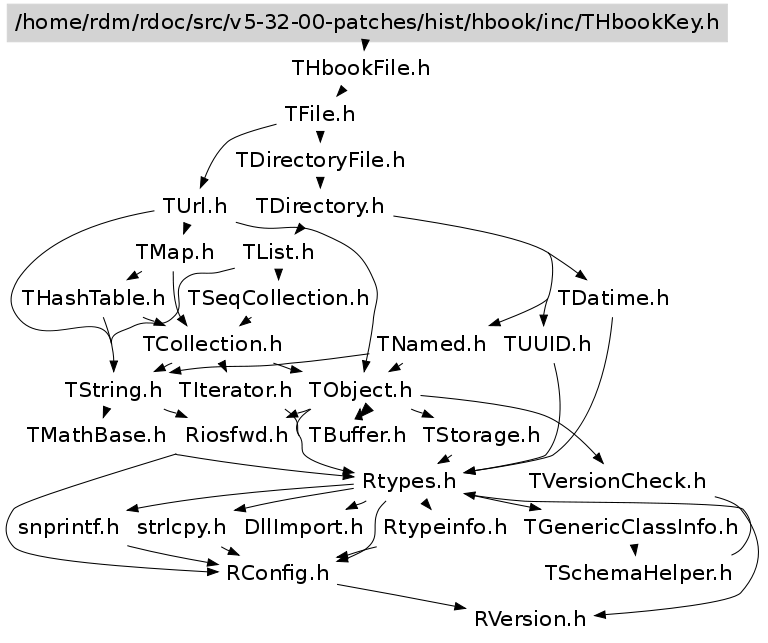 /home/rdm/rdoc/src/v5-32-00-patches/hist/hbook/inc/THbookKey.h
THbookFile.h
TFile.h
TDirectoryFile.h
TUrl.h TDirectory.h
TMap.h TList.h
THashTable.h TSeqCollection.h TDatime.h
TCollection.h TNamed.h TUUID.h
TString.h TIterator.h TObject.h
TMathBase.h Riosfwd.h TBuffer.h TStorage.h
Rtypes.h TVersionCheck.h
snprintf.h strlcpy.h DllImport.h Rtypeinfo.h TGenericClassInfo.h
RConfig.h TSchemaHelper.h
RVersion.h